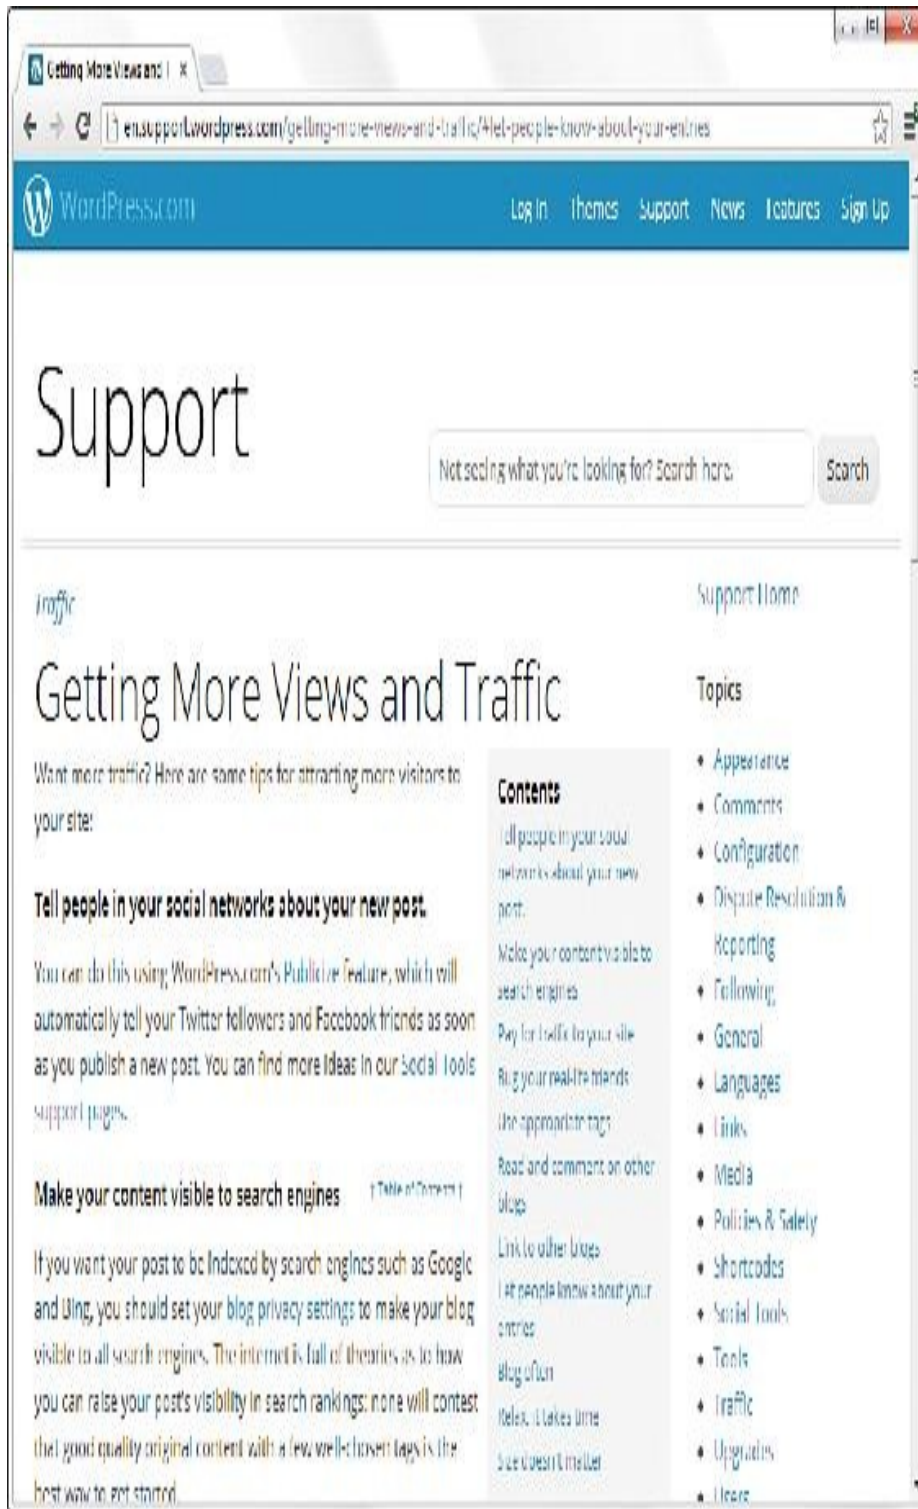 Getting More Views and T
en.support.wordpress.com/getting-more-views-and-traffic/#let-people-know-about-your-entries
WordPress.com
Log In Themes Support News Features Sign Up
Support
Not seeing what you're looking for? Search here. Search
Traffic
Getting More Views and Traffic
Want more traffic? Here are some tips for attracting more visitors to
your site:
Tell people in your social networks about your new post.
You can do this using WordPress.com's Publicize feature, which will
automatically tell your Twitter followers and Facebook friends as soon
as you publish a new post. You can find more ideas in our Social Tools
support pages.
Make your content visible to search engines ↑ Table of Contents ↑
If you want your post to be indexed by search engines such as Google
and Bing, you should set your blog privacy settings to make your blog
visible to all search engines. The internet is full of theories as to how
you can raise your post's visibility in search rankings: none will contest
that good quality original content with a few well-chosen tags is the
best way to get started.
Contents
Tell people in your social
networks about your new
post.
Make your content visible to
search engines
Pay for traffic to your site
Bug your real-life friends
Use appropriate tags
Read and comment on other
blogs
Link to other blogs
Let people know about your
entries
Blog often
Relax, it takes time
Size doesn't matter
Support Home
Topics
• Appearance
• Comments
• Configuration
• Dispute Resolution &
Reporting
• Following
• General
• Languages
• Links
• Media
• Policies & Safety
• Shortcodes
• Social Tools
• Tools
• Traffic
• Upgrades
• Users